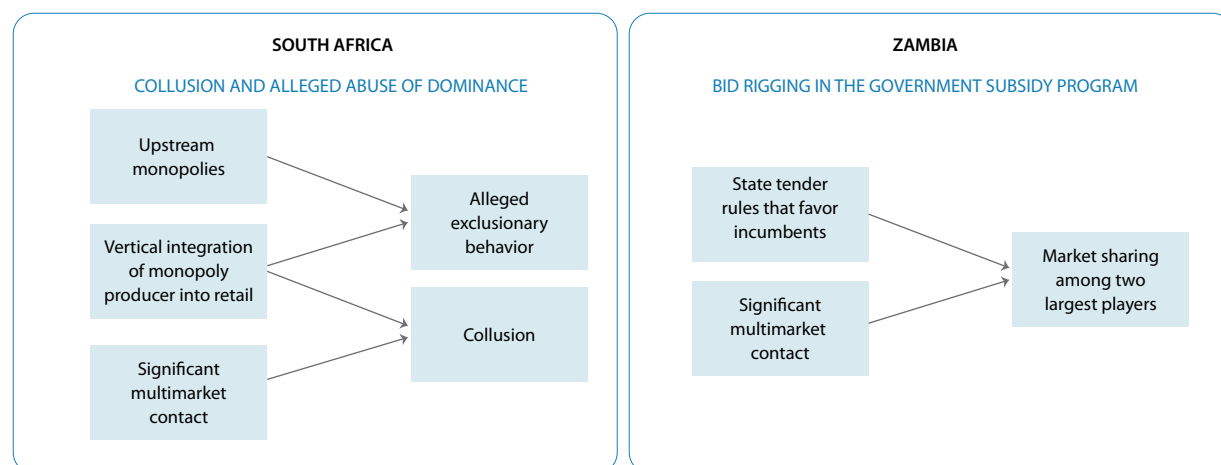 SOUTH AFRICA
COLLUSION AND ALLEGED ABUSE OF DOMINANCE
Upstream
monopolies
Vertical integration
of monopoly
producer into retail
Significant
multimarket
contact
Alleged
exclusionary
behavior
Collusion
ZAMBIA
BID RIGGING IN THE GOVERNMENT SUBSIDY PROGRAM
State tender
rules that favor
incumbents
Significant
multimarket
contact
Market sharing
among two
largest players